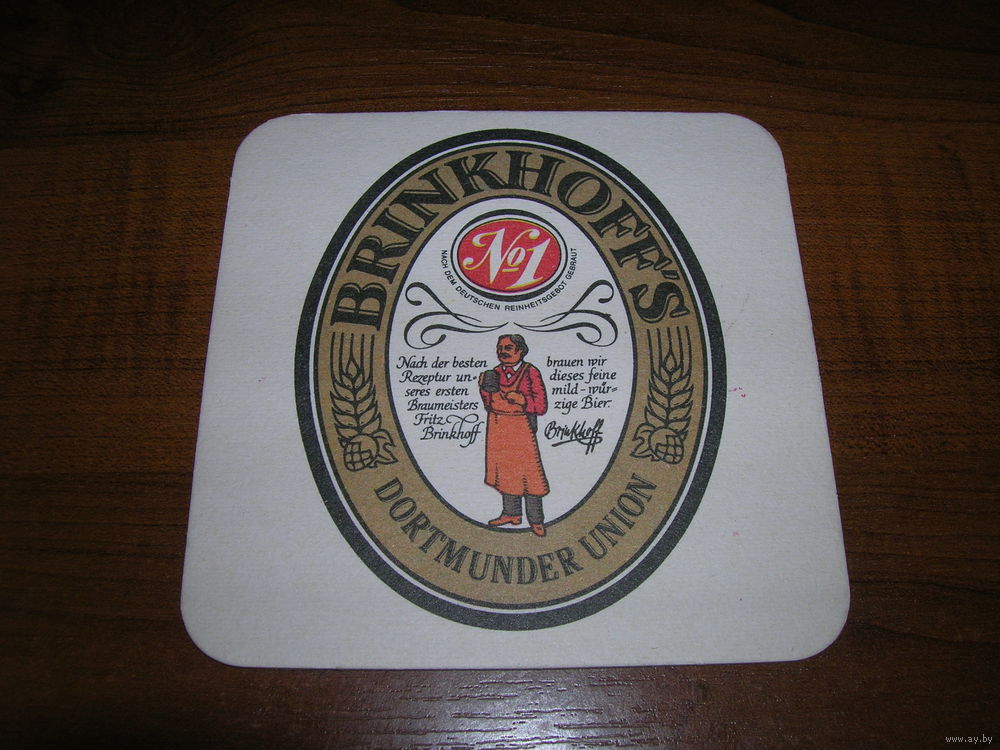 BRINKHOFF'S
No1
NACH DEM DEUTSCHEN REINHEITSGEBOT GEBRAUT
Nach der besten
Rezeptur un-
seres ersten
Braumeisters
Fritz
Brinkhoff
brauen wir
dieses feine
mild-wür-
zige Bier.
Brinkhoff
DORTMUNDER UNION
www.ay.by